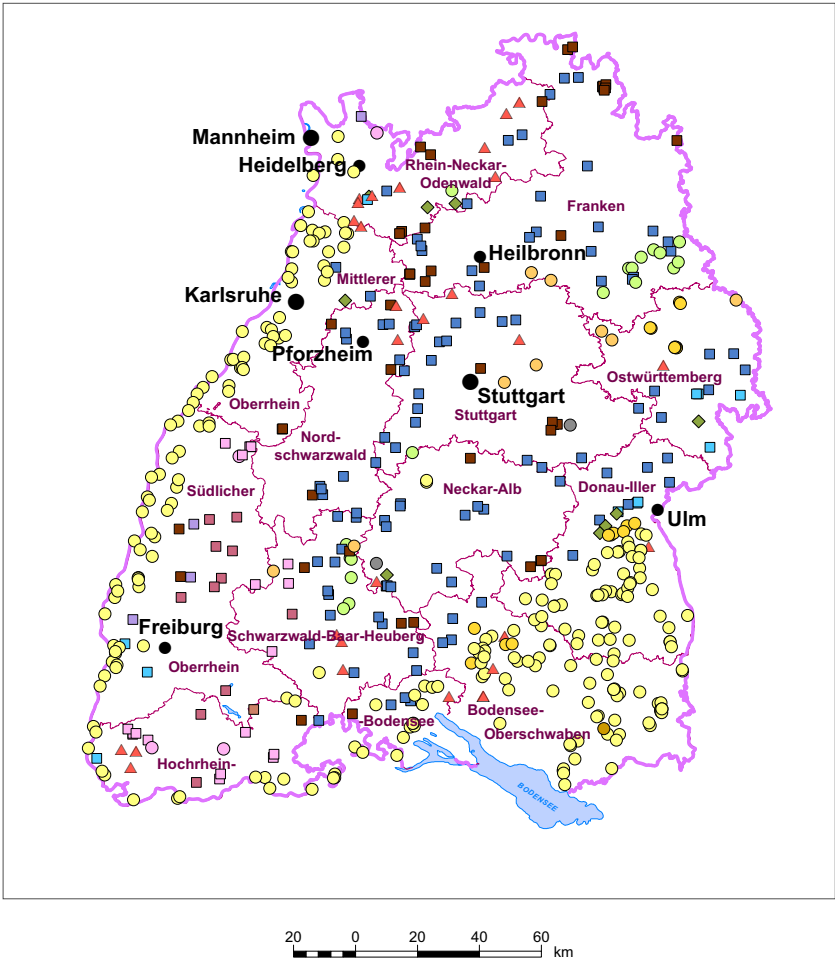 Mannheim
Heidelberg
Rhein-Neckar-
Odenwald
Franken
Heilbronn
Mittlerer
Karlsruhe
Pforzheim
Ostwürttemberg
Stuttgart
Stuttgart
Oberrhein
Nord-
schwarzwald
Südlicher
Neckar-Alb
Donau-Iller
Ulm
Freiburg
Schwarzwald-Baar-Heuberg
Oberrhein
Bodensee-
Oberschwaben
-Bodensee
Hochrhein-
BODENSEE
20 0 20 40 60 km